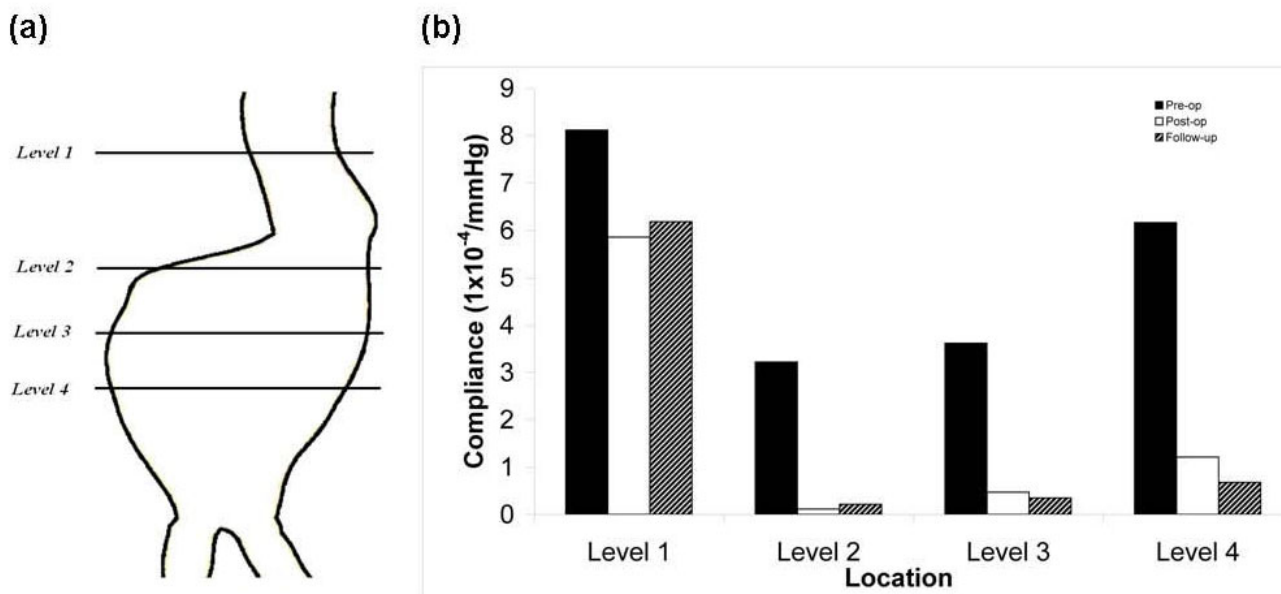 (a)
Level 1
Level 2
Level 3
Level 4
(b)
Compliance (1x10⁻⁴/mmHg)
9
8
7
6
5
4
3
2
1
0
Pre-op
Post-op
Follow-up
Level 1 Level 2 Level 3 Level 4
Location